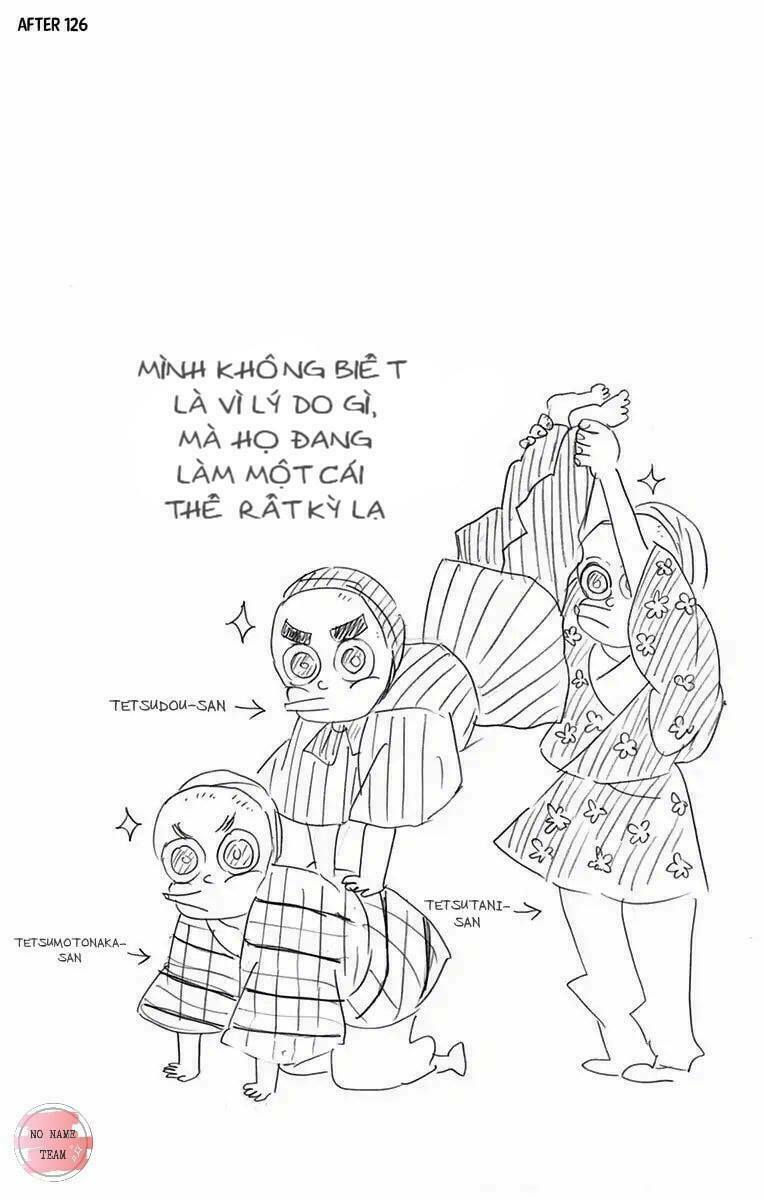 AFTER 126
MÌNH KHÔNG BIẾT
LÀ VÌ LÝ DO GÌ,
MÀ HỌ ĐANG
LÀM MỘT CÁI
THẾ RẤT KỲ LẠ
TETSUDOU-SAN
TETSUTANI-
SAN
TETSUMOTONAKA-
SAN
NO NAME
TEAM